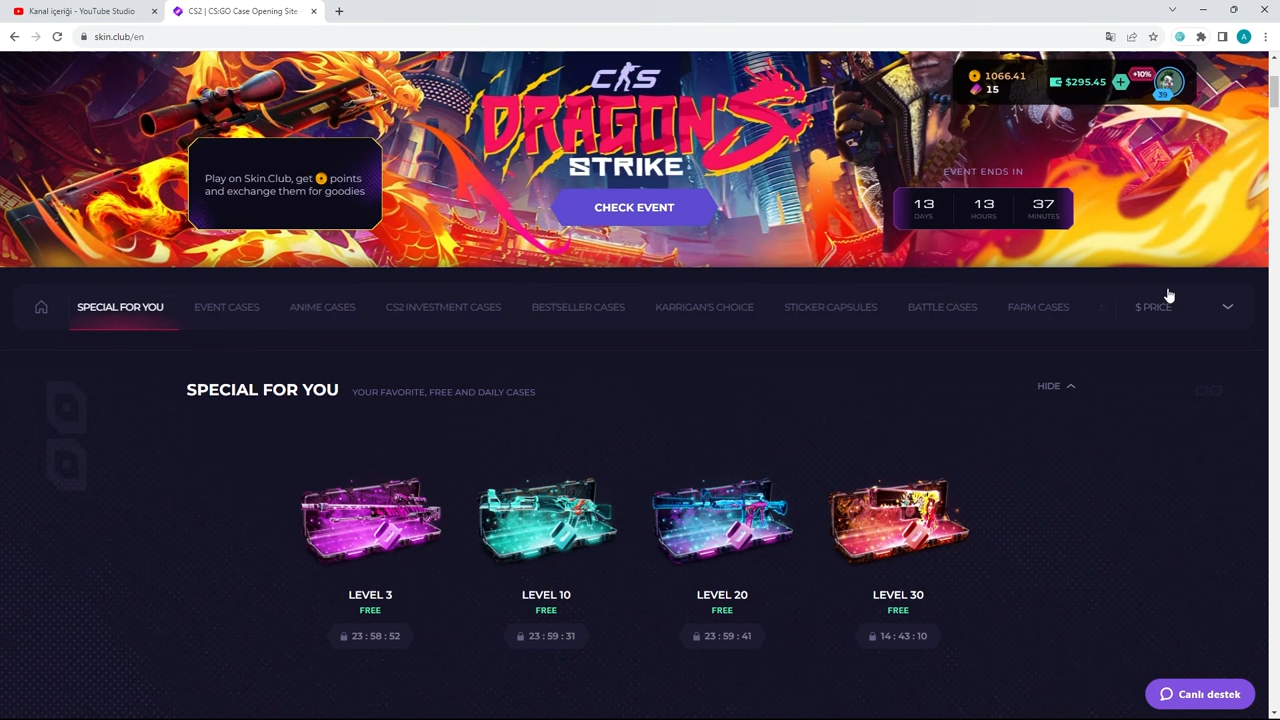 Kanal içeriği - YouTube Studio
CS2 | CS:GO Case Opening Site
skin.club/en
A
CS
DRAGON'S
STRIKE
CHECK EVENT
Play on Skin.Club, get points
and exchange them for goodies
1066.41
15
$295.45
+10%
39
EVENT ENDS IN
13 13 37
DAYS HOURS MINUTES
SPECIAL FOR YOU EVENT CASES ANIME CASES CS2 INVESTMENT CASES BESTSELLER CASES KARRIGAN'S CHOICE STICKER CAPSULES BATTLE CASES FARM CASES $ PRICE
SPECIAL FOR YOU YOUR FAVORITE, FREE AND DAILY CASES HIDE
LEVEL 3 LEVEL 10 LEVEL 20 LEVEL 30
FREE FREE FREE FREE
23 : 58 : 52 23 : 59 : 31 23 : 59 : 41 14 : 43 : 10
Canlı destek